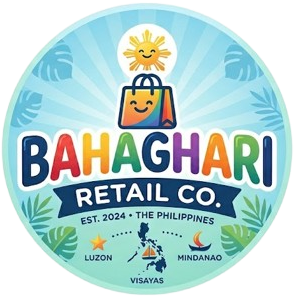 BAHAGHARI
RETAIL CO.
EST. 2024 • THE PHILIPPINES
LUZON
MINDANAO
VISAYAS